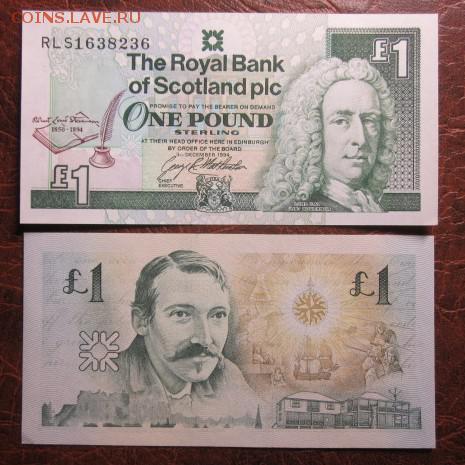 COINS.LAVE.RU
RLS1638236
£1
The Royal Bank
of Scotland plc
PROMISE TO PAY THE BEARER ON DEMAND
ONE POUND
STERLING
1850 - 1894
AT THEIR HEAD OFFICE HERE IN EDINBURGH
BY ORDER OF THE BOARD
DECEMBER 1994
£1
CHIEF
EXECUTIVE
£1
£1